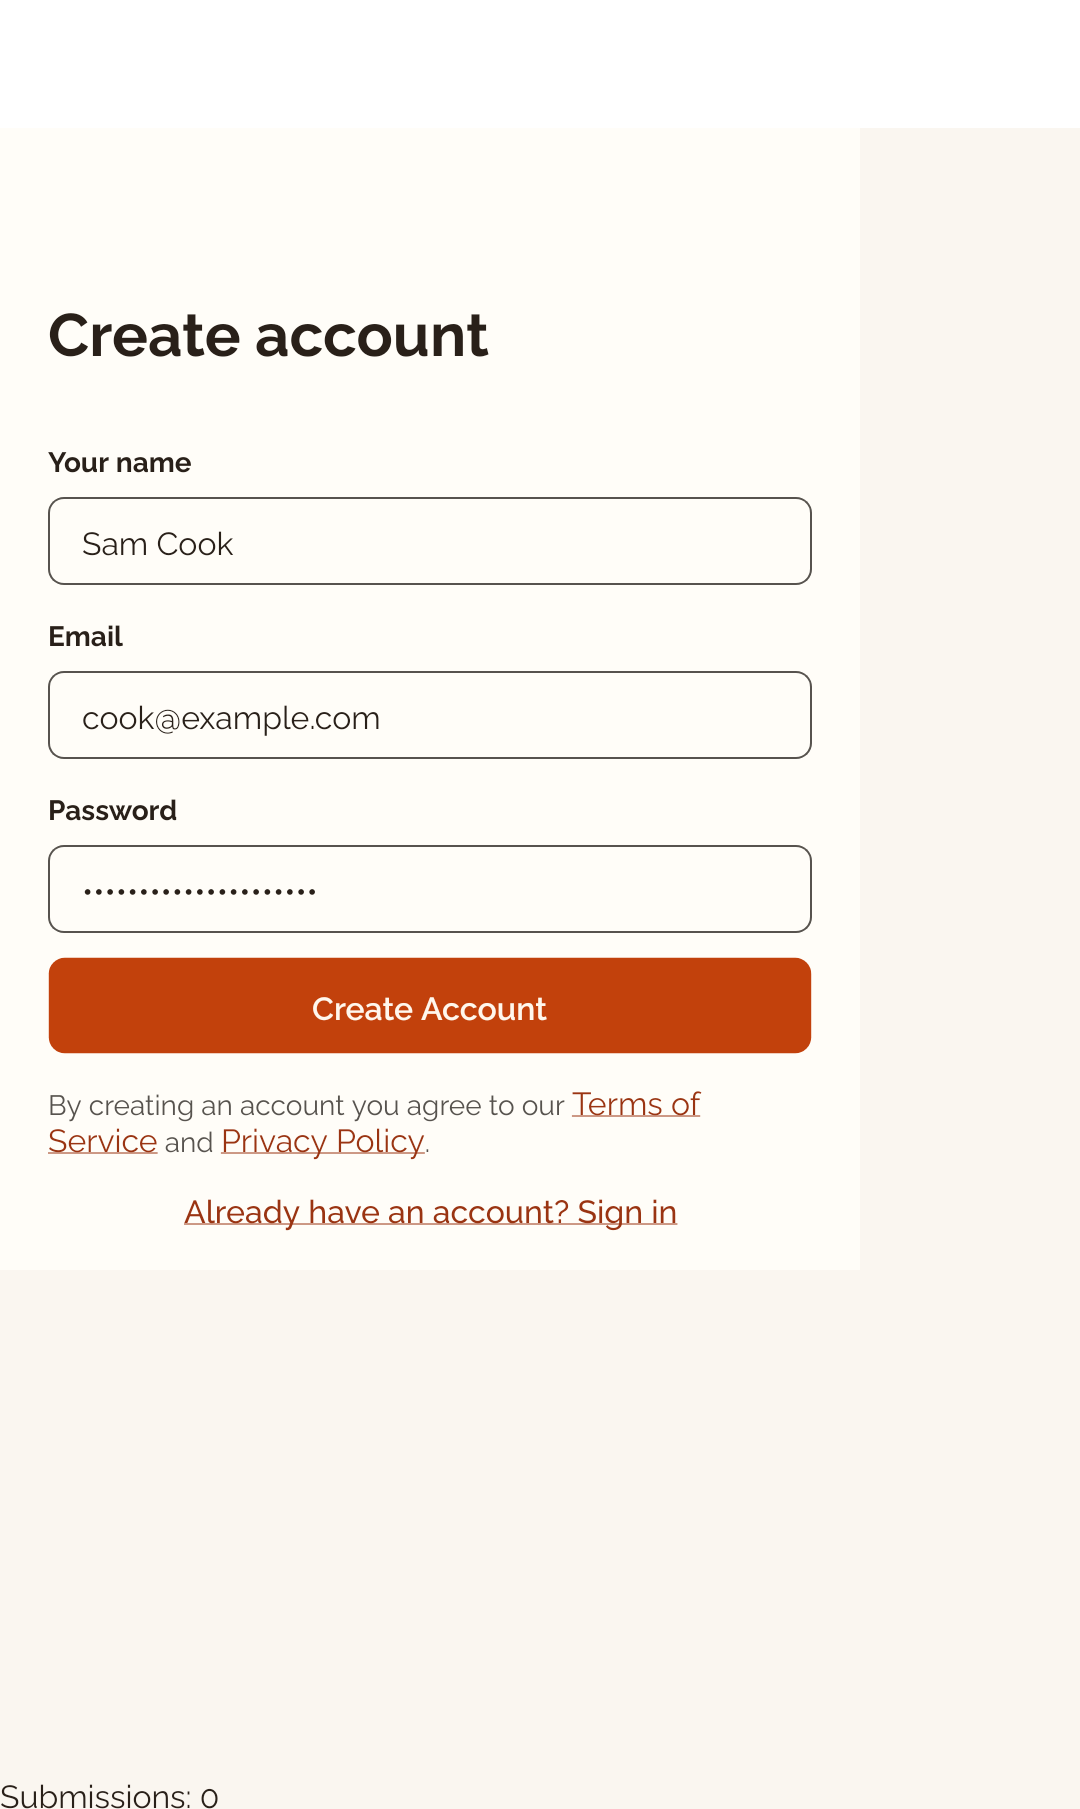 Create account
Your name
Sam Cook
Email
cook@example.com
Password
•••••••••••••••••••••
Create Account
By creating an account you agree to our Terms of
Service and Privacy Policy.
Already have an account? Sign in
Submissions: 0